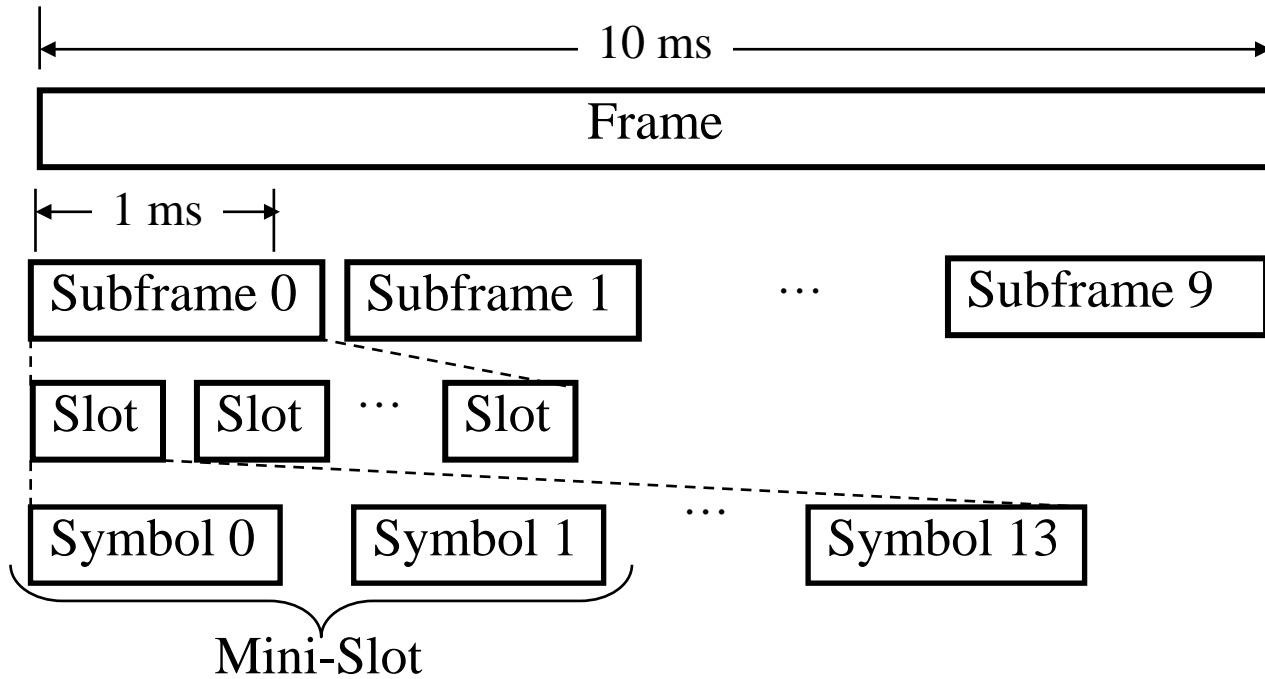 10 ms
Frame
1 ms
Subframe 0 Subframe 1 ... Subframe 9
Slot Slot ... Slot
Symbol 0 Symbol 1 ... Symbol 13
Mini-Slot